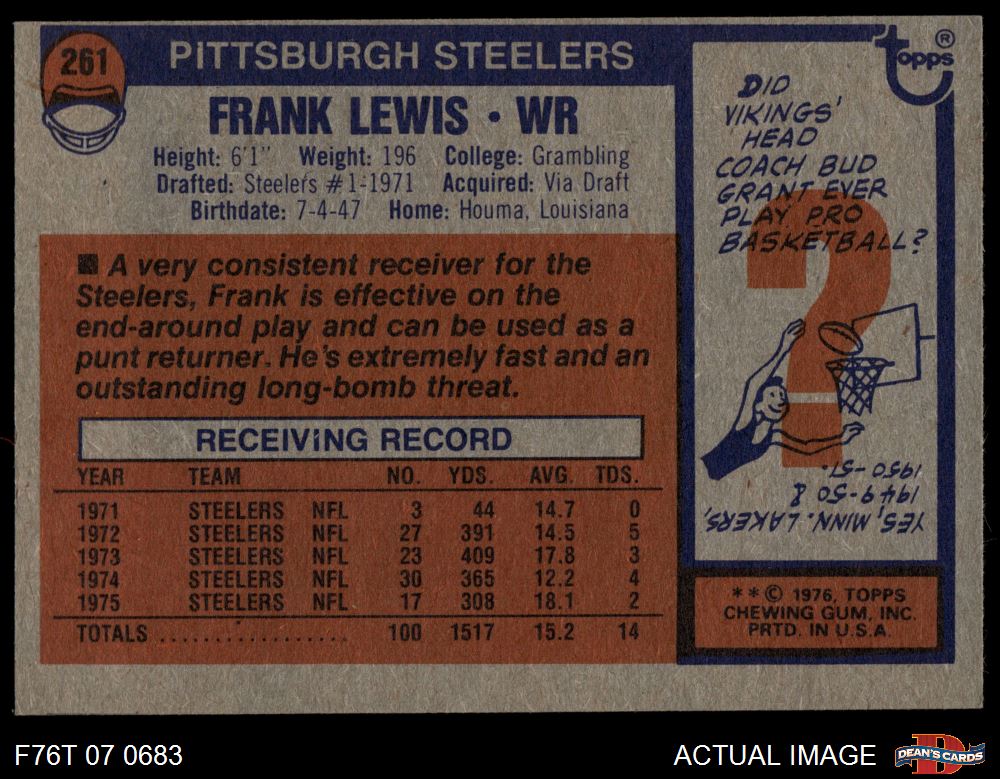 261
PITTSBURGH STEELERS
FRANK LEWIS • WR
Height: 6'1" Weight: 196 College: Grambling
Drafted: Steelers #1-1971 Acquired: Via Draft
Birthdate: 7-4-47 Home: Houma, Louisiana
■ A very consistent receiver for the
Steelers, Frank is effective on the
end-around play and can be used as a
punt returner. He's extremely fast and an
outstanding long-bomb threat.
RECEIVING RECORD
YEAR TEAM NO. YDS. AVG. TDS.
1971 STEELERS NFL 3 44 14.7 0
1972 STEELERS NFL 27 391 14.5 5
1973 STEELERS NFL 23 409 17.8 3
1974 STEELERS NFL 30 365 12.2 4
1975 STEELERS NFL 17 308 18.1 2
TOTALS .................. 100 1517 15.2 14
topps ®
DID
VIKINGS'
HEAD
COACH BUD
GRANT EVER
PLAY PRO
BASKETBALL?
?
YES, MINN. LAKERS,
1949-50 &
1950-51.
* * © 1976, TOPPS
CHEWING GUM, INC.
PRTD. IN U.S.A.
F76T 07 0683
ACTUAL IMAGE
D
DEAN'S CARDS